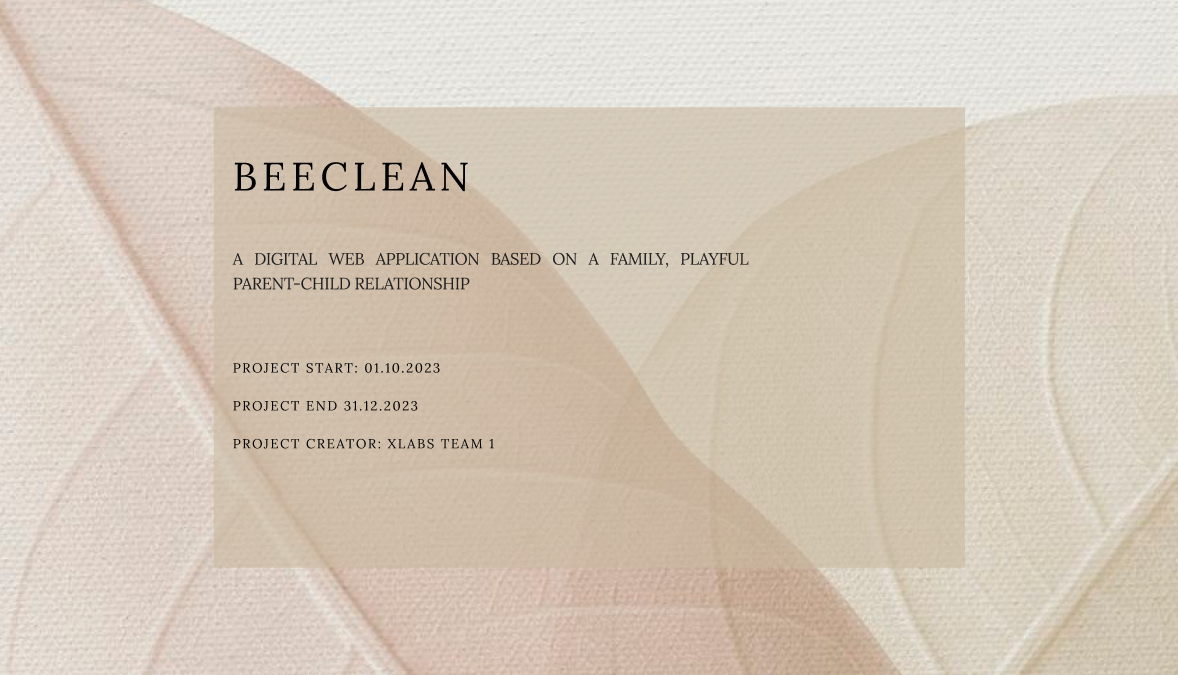 BEECLEAN
A DIGITAL WEB APPLICATION BASED ON A FAMILY, PLAYFUL
PARENT-CHILD RELATIONSHIP
PROJECT START: 01.10.2023
PROJECT END 31.12.2023
PROJECT CREATOR: XLABS TEAM 1